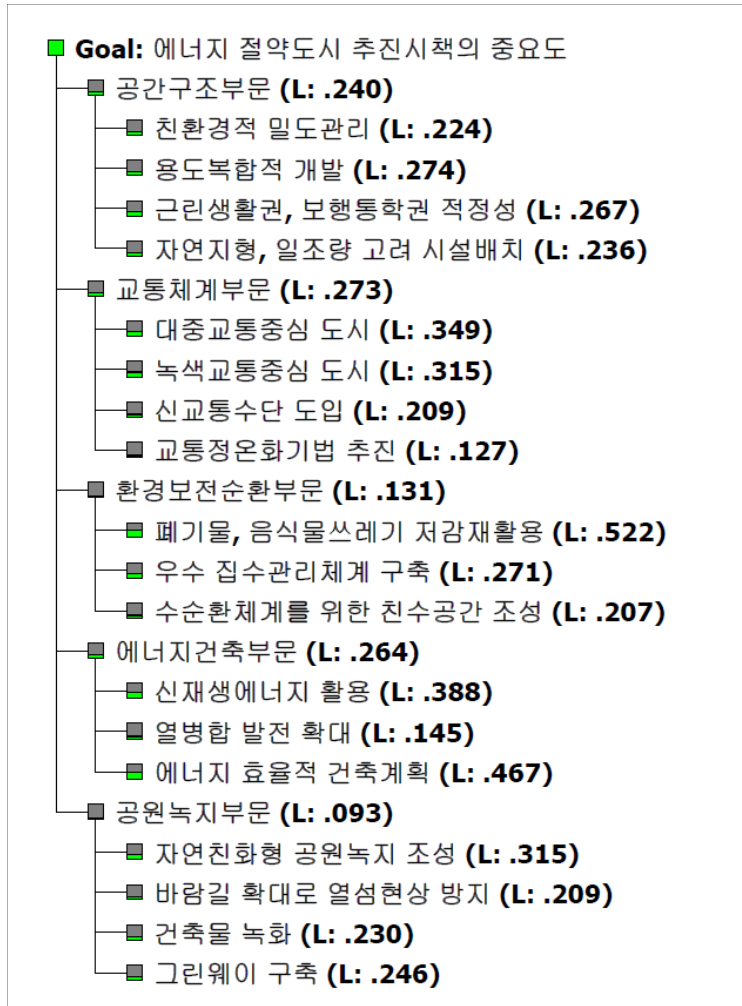 Goal: 에너지 절약도시 추진시책의 중요도
공간구조부문 (L: .240)
친환경적 밀도관리 (L: .224)
용도복합적 개발 (L: .274)
근린생활권, 보행통학권 적정성 (L: .267)
자연지형, 일조량 고려 시설배치 (L: .236)
교통체계부문 (L: .273)
대중교통중심 도시 (L: .349)
녹색교통중심 도시 (L: .315)
신교통수단 도입 (L: .209)
교통정온화기법 추진 (L: .127)
환경보전순환부문 (L: .131)
폐기물, 음식물쓰레기 저감재활용 (L: .522)
우수 집수관리체계 구축 (L: .271)
수순환체계를 위한 친수공간 조성 (L: .207)
에너지건축부문 (L: .264)
신재생에너지 활용 (L: .388)
열병합 발전 확대 (L: .145)
에너지 효율적 건축계획 (L: .467)
공원녹지부문 (L: .093)
자연친화형 공원녹지 조성 (L: .315)
바람길 확대로 열섬현상 방지 (L: .209)
건축물 녹화 (L: .230)
그린웨이 구축 (L: .246)